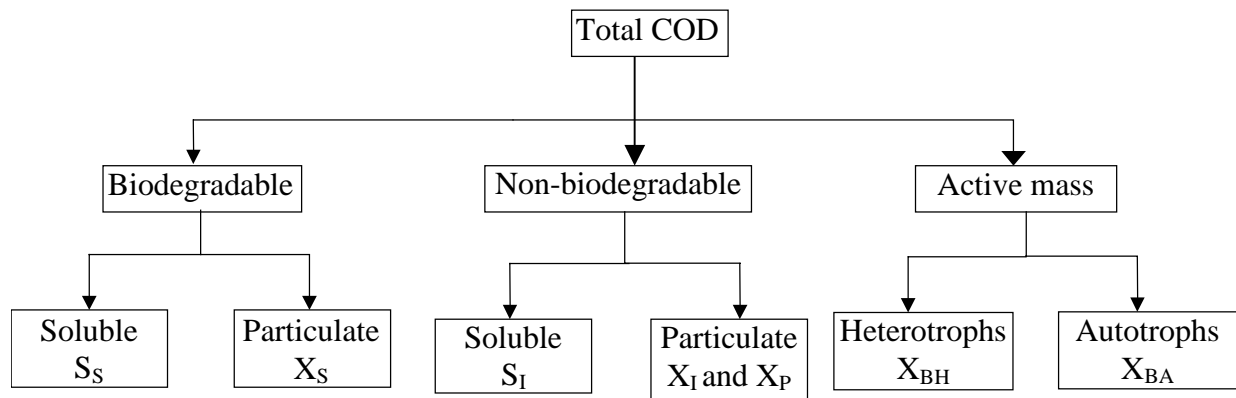 Total COD
Biodegradable
Non-biodegradable
Active mass
Soluble
S_S
Particulate
X_S
Soluble
S_I
Particulate
X_I and X_P
Heterotrophs
X_BH
Autotrophs
X_BA